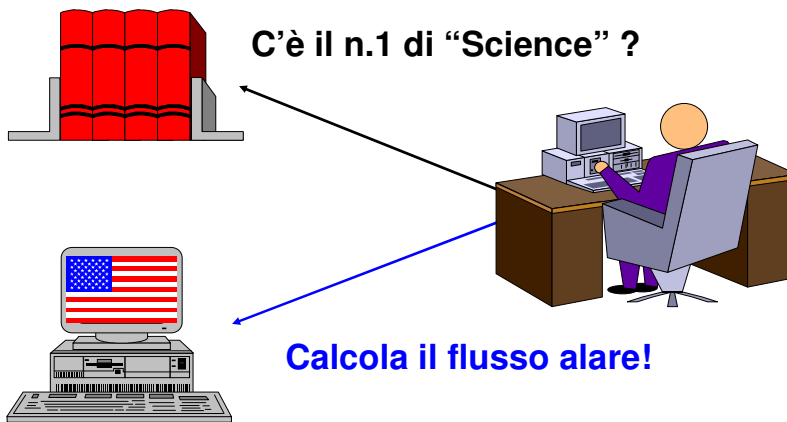 C'è il n.1 di “Science” ?
Calcola il flusso alare!